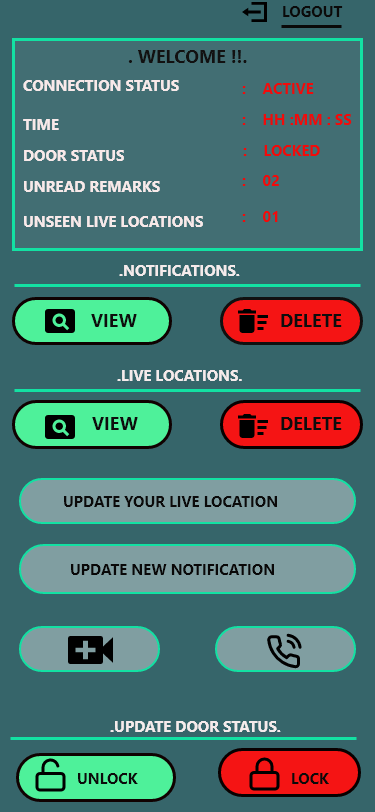 LOGOUT
. WELCOME !!.
CONNECTION STATUS : ACTIVE
TIME : HH :MM : SS
DOOR STATUS : LOCKED
UNREAD REMARKS : 02
UNSEEN LIVE LOCATIONS : 01
.NOTIFICATIONS.
VIEW DELETE
.LIVE LOCATIONS.
VIEW DELETE
UPDATE YOUR LIVE LOCATION
UPDATE NEW NOTIFICATION
.UPDATE DOOR STATUS.
UNLOCK LOCK